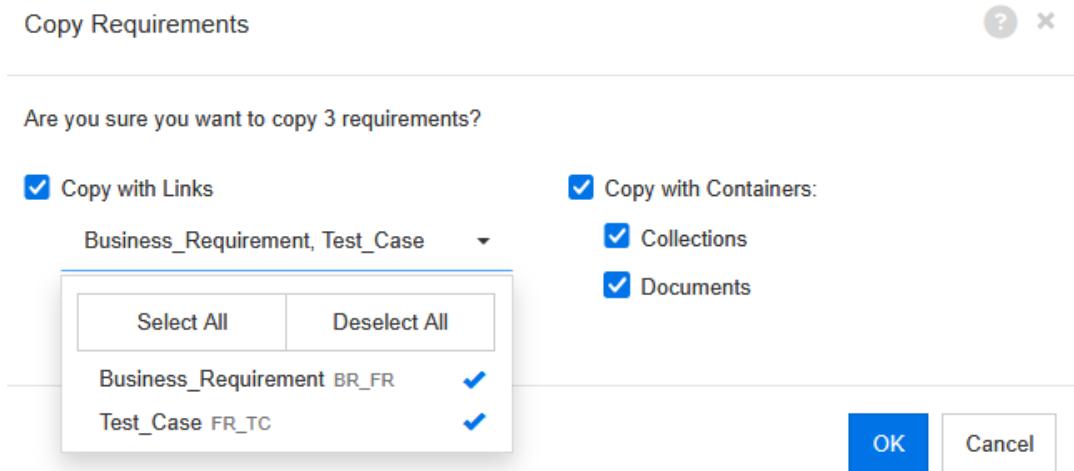 Copy Requirements
?
Are you sure you want to copy 3 requirements?
Copy with Links
Copy with Containers:
Business_Requirement, Test_Case
Collections
Documents
Select All
Deselect All
Business_Requirement BR_FR
Test_Case FR_TC
OK
Cancel